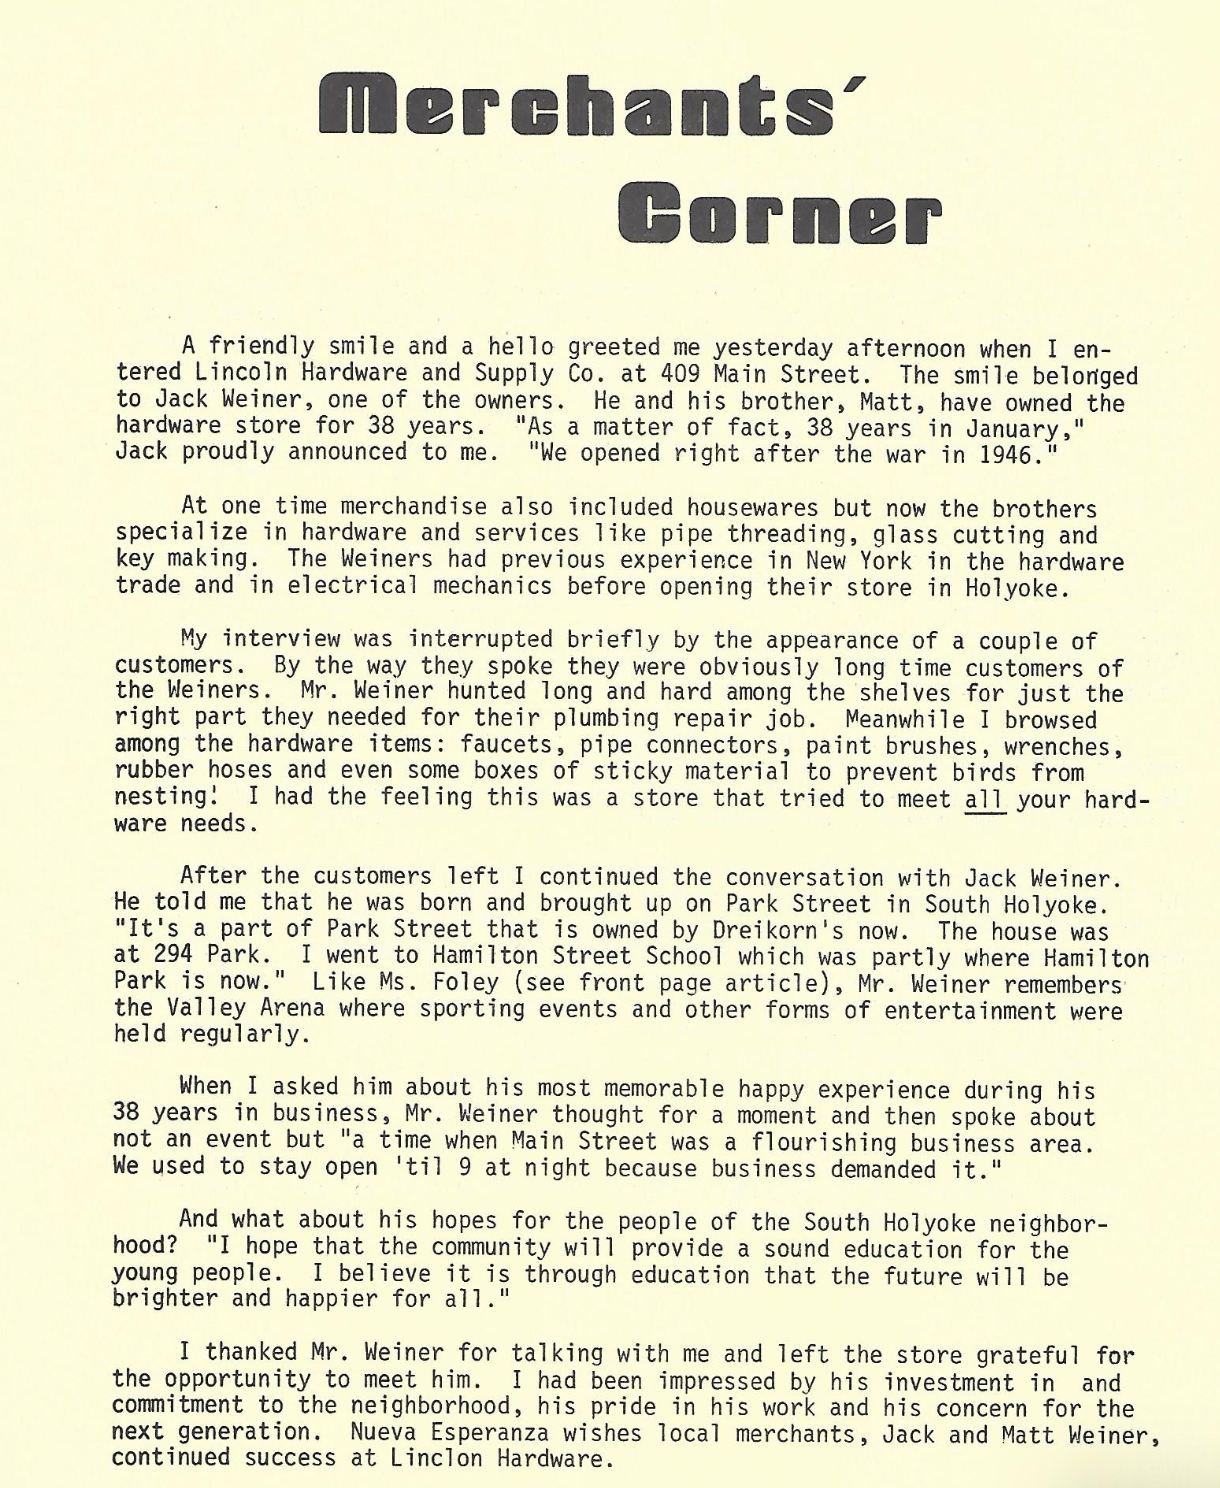 Merchants'
Corner
A friendly smile and a hello greeted me yesterday afternoon when I en-
tered Lincoln Hardware and Supply Co. at 409 Main Street. The smile belonged
to Jack Weiner, one of the owners. He and his brother, Matt, have owned the
hardware store for 38 years. "As a matter of fact, 38 years in January,"
Jack proudly announced to me. "We opened right after the war in 1946."
At one time merchandise also included housewares but now the brothers
specialize in hardware and services like pipe threading, glass cutting and
key making. The Weiners had previous experience in New York in the hardware
trade and in electrical mechanics before opening their store in Holyoke.
My interview was interrupted briefly by the appearance of a couple of
customers. By the way they spoke they were obviously long time customers of
the Weiners. Mr. Weiner hunted long and hard among the shelves for just the
right part they needed for their plumbing repair job. Meanwhile I browsed
among the hardware items: faucets, pipe connectors, paint brushes, wrenches,
rubber hoses and even some boxes of sticky material to prevent birds from
nesting! I had the feeling this was a store that tried to meet all your hard-
ware needs.
After the customers left I continued the conversation with Jack Weiner.
He told me that he was born and brought up on Park Street in South Holyoke.
"It's a part of Park Street that is owned by Dreikorn's now. The house was
at 294 Park. I went to Hamilton Street School which was partly where Hamilton
Park is now." Like Ms. Foley (see front page article), Mr. Weiner remembers
the Valley Arena where sporting events and other forms of entertainment were
held regularly.
When I asked him about his most memorable happy experience during his
38 years in business, Mr. Weiner thought for a moment and then spoke about
not an event but "a time when Main Street was a flourishing business area.
We used to stay open 'til 9 at night because business demanded it."
And what about his hopes for the people of the South Holyoke neighbor-
hood? "I hope that the community will provide a sound education for the
young people. I believe it is through education that the future will be
brighter and happier for all."
I thanked Mr. Weiner for talking with me and left the store grateful for
the opportunity to meet him. I had been impressed by his investment in and
commitment to the neighborhood, his pride in his work and his concern for the
next generation. Nueva Esperanza wishes local merchants, Jack and Matt Weiner,
continued success at Linclon Hardware.